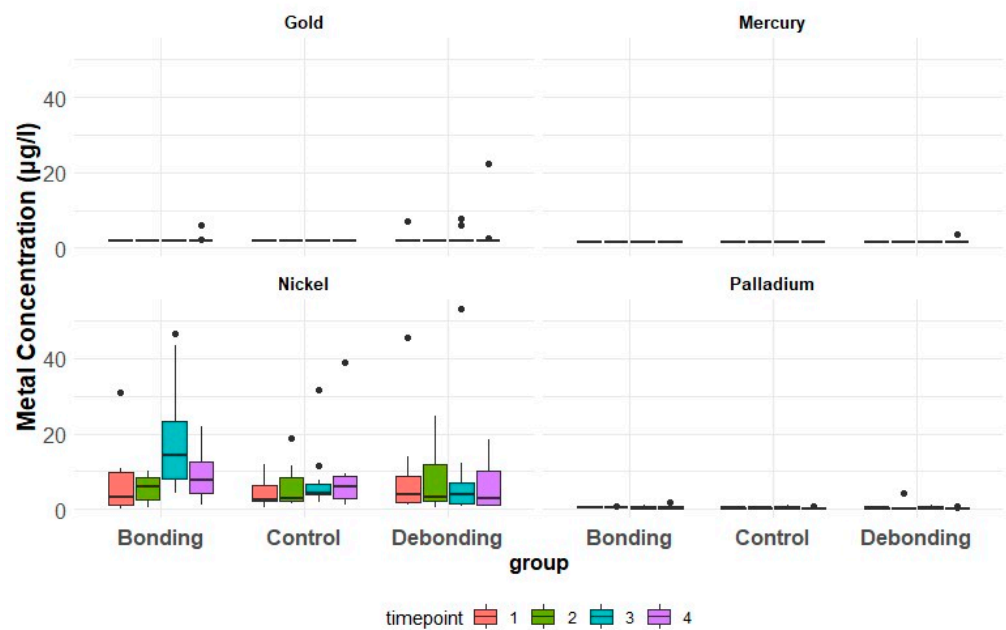 Gold Mercury
Metal Concentration (µg/l)
40
20
0
Nickel Palladium
40
20
0
Bonding Control Debonding Bonding Control Debonding
group
timepoint 1 2 3 4